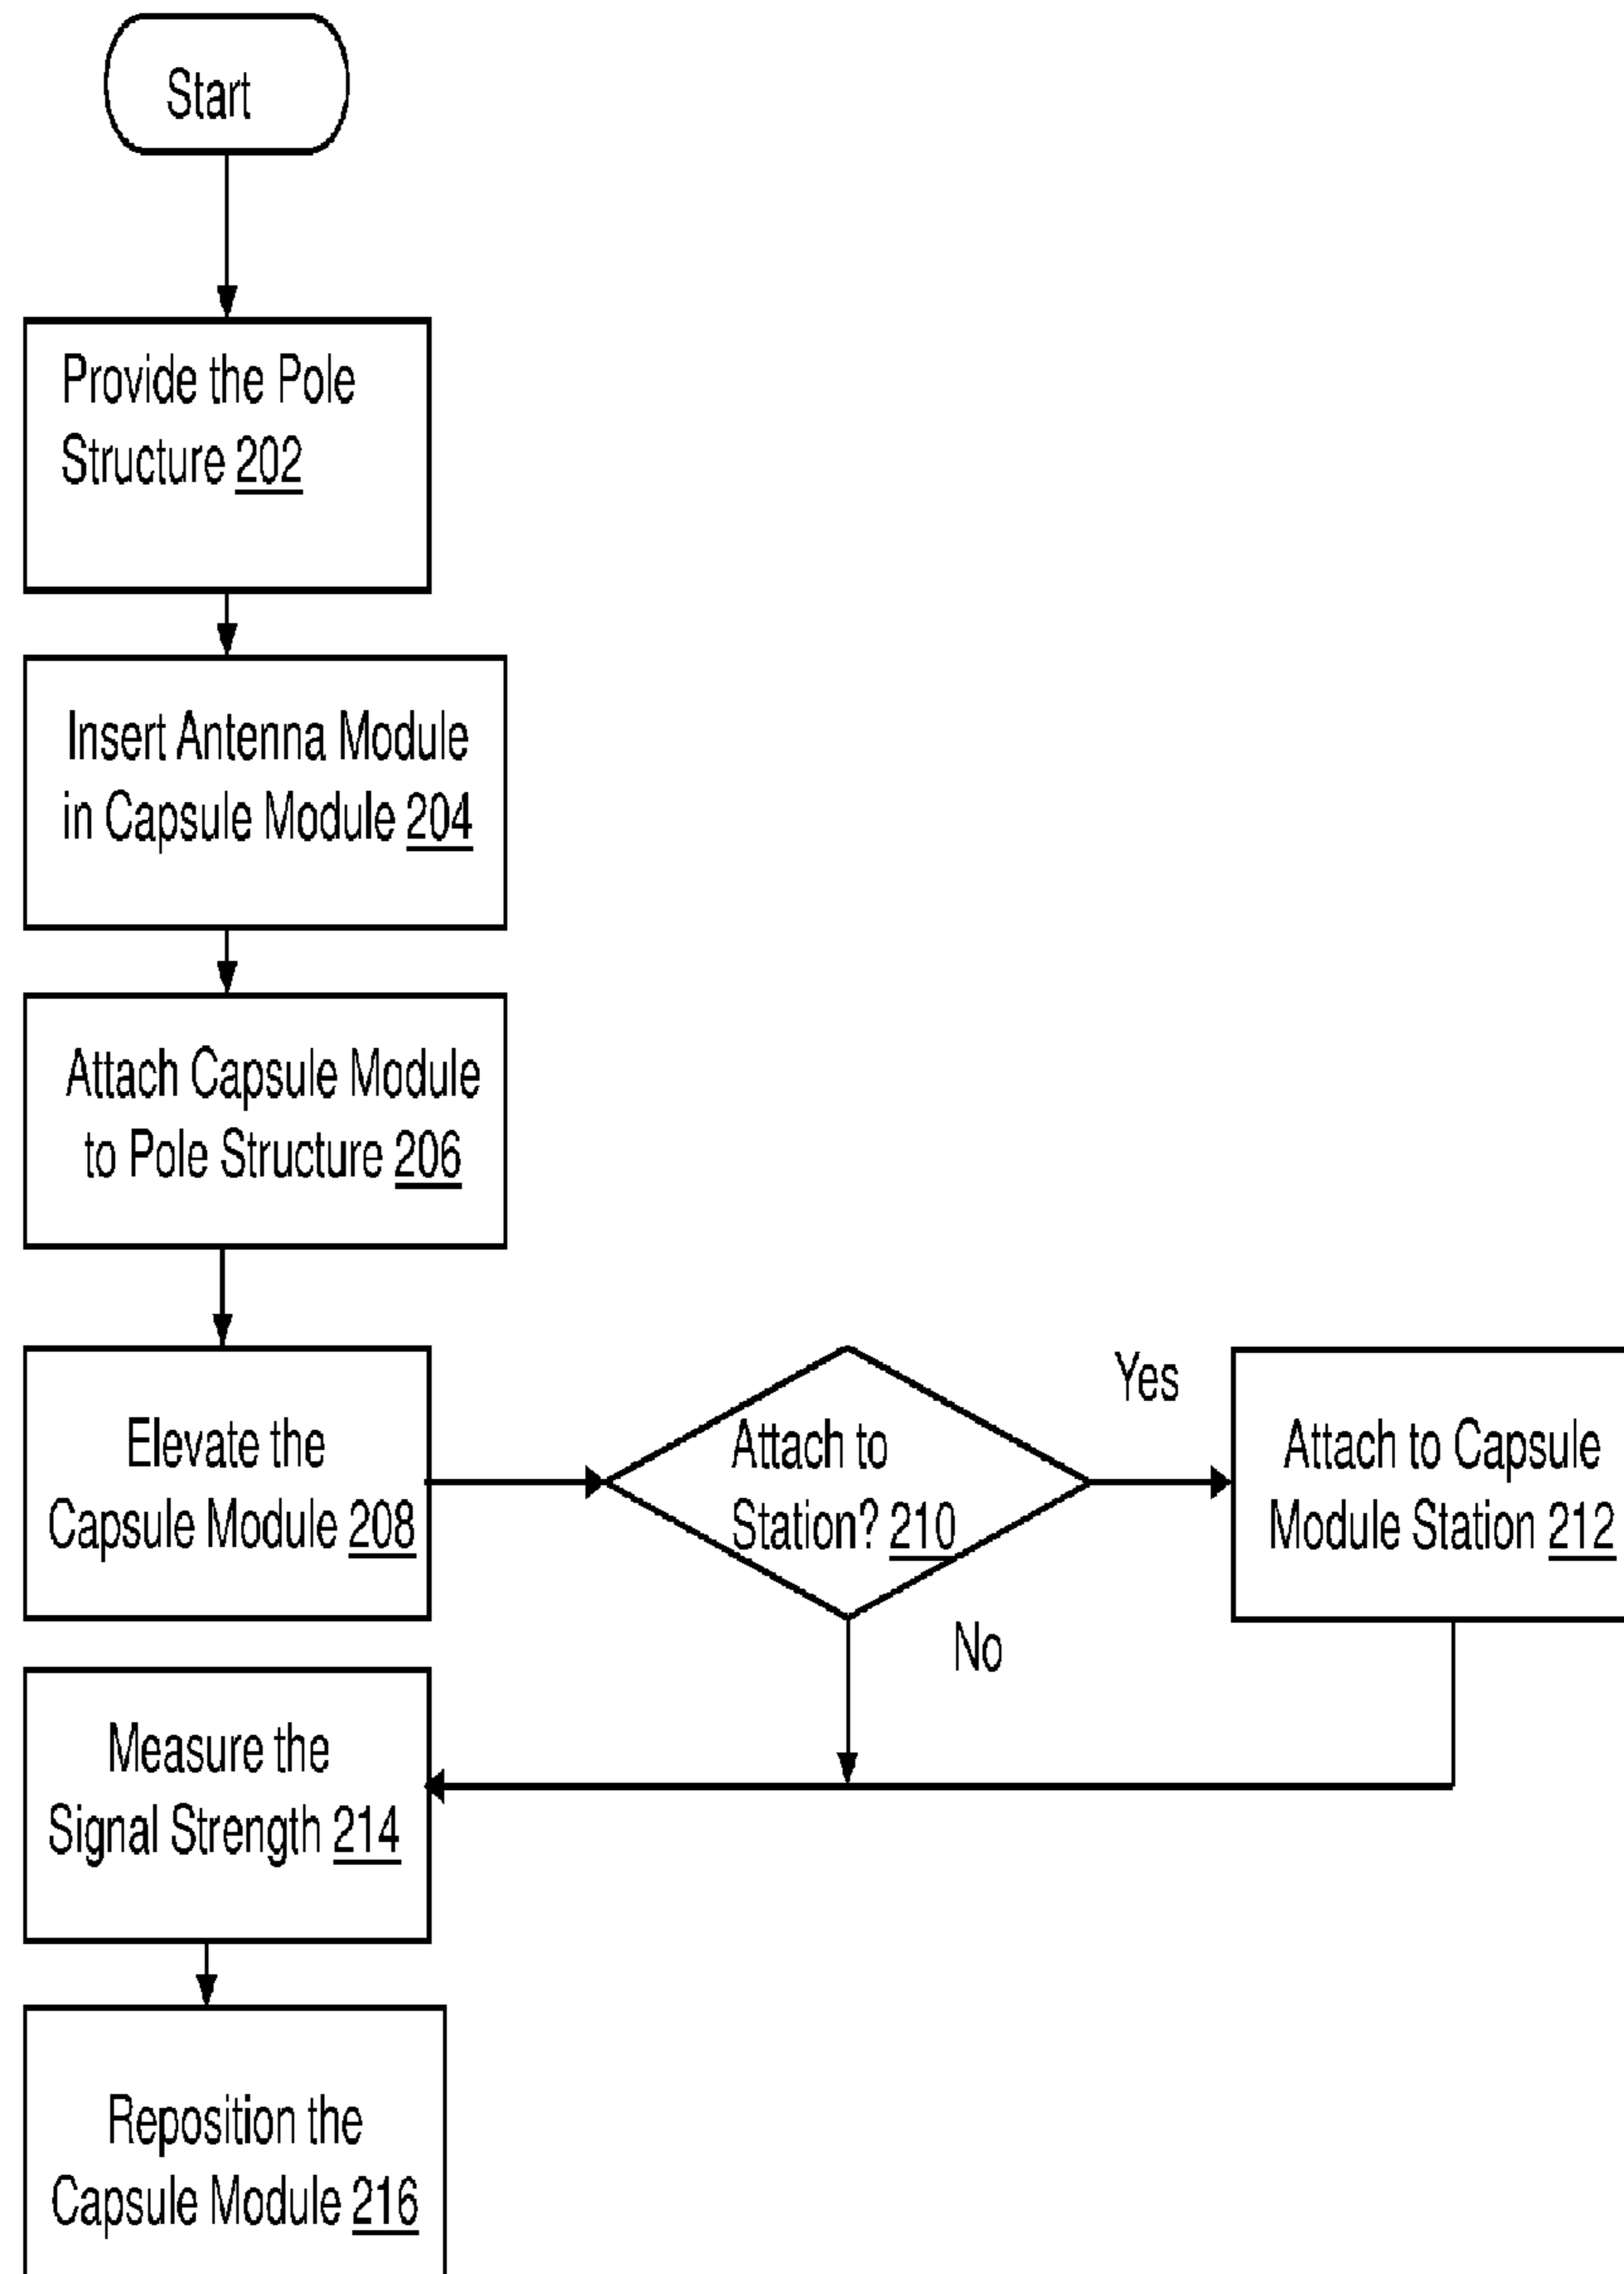 Start
Provide the Pole
Structure 202
Insert Antenna Module
in Capsule Module 204
Attach Capsule Module
to Pole Structure 206
Elevate the
Capsule Module 208
Attach to
Station? 210
Yes
Attach to Capsule
Module Station 212
No
Measure the
Signal Strength 214
Reposition the
Capsule Module 216